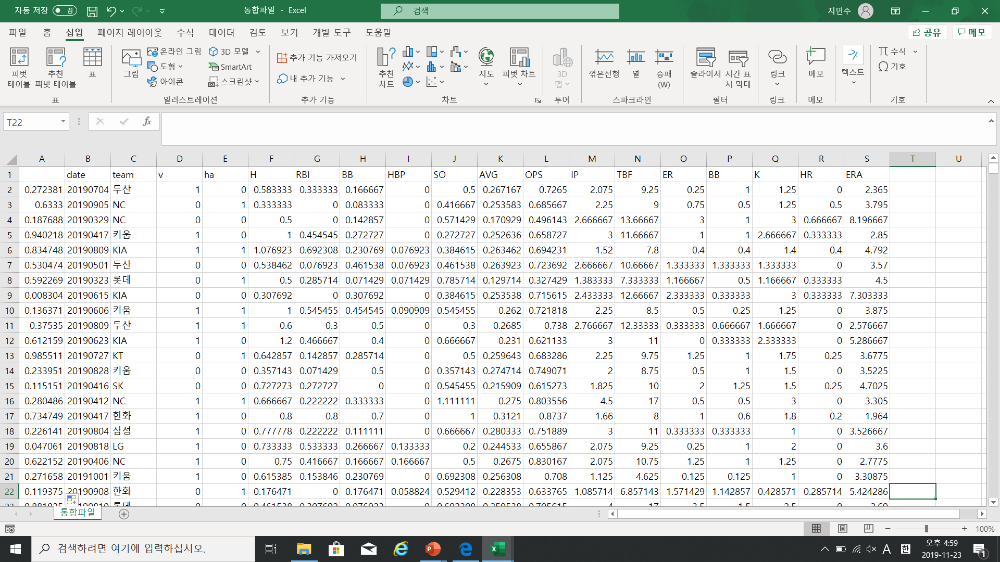 자동 저장 끔 통합파일 - Excel 검색 지민수
파일 홈 삽입 페이지 레이아웃 수식 데이터 검토 보기 개발 도구 도움말 공유 메모
피벗 테이블 추천 피벗 테이블 표 그림 온라인 그림 도형 아이콘 3D 모델 SmartArt 스크린샷 추가 기능 가져오기 내 추가 기능 추천 차트 지도 피벗 차트 3D 맵 꺾은선형 열 승패 (W) 슬라이서 시간 표시 막대 링크 메모 텍스트 수식 기호
표 일러스트레이션 추가 기능 차트 투어 스파크라인 필터 링크 메모 기호
T22 fx
A B C D E F G H I J K L M N O P Q R S T U
1 date team v ha H RBI BB HBP SO AVG OPS IP TBF ER BB K HR ERA
2 0.272381 20190704 두산 1 0 0.583333 0.333333 0.166667 0 0.5 0.267167 0.7265 2.075 9.25 0.25 1 1.25 0 2.365
3 0.6333 20190905 NC 0 1 0.333333 0 0.083333 0 0.416667 0.253583 0.685667 2.25 9 0.75 0.5 1.25 0.5 3.795
4 0.187688 20190329 NC 0 0 0.5 0 0.142857 0 0.571429 0.170929 0.496143 2.666667 13.66667 3 1 3 0.666667 8.196667
5 0.940218 20190417 키움 1 0 1 0.454545 0.272727 0 0.272727 0.252636 0.658727 3 11.66667 1 1 2.666667 0.333333 2.85
6 0.834748 20190809 KIA 1 1 1.076923 0.692308 0.230769 0.076923 0.384615 0.263462 0.694231 1.52 7.8 0.4 0.4 1.4 0.4 4.792
7 0.530474 20190501 두산 0 0 0.538462 0.076923 0.461538 0.076923 0.461538 0.263923 0.723692 2.666667 10.66667 1.333333 1.333333 1.333333 0 3.57
8 0.592269 20190323 롯데 0 1 0.5 0.285714 0.071429 0.071429 0.785714 0.129714 0.327429 1.383333 7.333333 1.166667 0.5 1.166667 0.333333 4.5
9 0.008304 20190615 KIA 0 0 0.307692 0 0.307692 0 0.384615 0.253538 0.715615 2.433333 12.66667 2.333333 0.333333 3 0.333333 7.303333
10 0.136371 20190606 키움 1 1 1 0.545455 0.454545 0.090909 0.545455 0.262 0.721818 2.25 8.5 0.5 0.25 1.25 0 3.875
11 0.37535 20190809 두산 1 1 0.6 0.3 0.5 0 0.3 0.2685 0.738 2.766667 12.33333 0.333333 0.666667 1.666667 0 2.576667
12 0.612159 20190623 KIA 1 0 1.2 0.466667 0.4 0 0.666667 0.231 0.621133 3 11 0 0.333333 2.333333 0 5.286667
13 0.985511 20190727 KT 0 1 0.642857 0.142857 0.285714 0 0.5 0.259643 0.683286 2.25 9.75 1.25 1 1.75 0.25 3.6775
14 0.233951 20190828 키움 0 0 0.357143 0.071429 0.5 0 0.357143 0.274714 0.749071 2 8.75 0.5 1 1.5 0 3.5225
15 0.115151 20190416 SK 0 0 0.727273 0.272727 0 0 0.545455 0.215909 0.615273 1.825 10 2 1.25 1.5 0.25 4.7025
16 0.280486 20190412 NC 1 1 0.666667 0.222222 0.333333 0 1.111111 0.275 0.803556 4.5 17 0.5 0.5 3 0 3.305
17 0.734749 20190417 한화 1 0 0.8 0.8 0.7 0 1 0.3121 0.8737 1.66 8 1 0.6 1.8 0.2 1.964
18 0.226141 20190804 삼성 1 0 0.777778 0.222222 0.111111 0 0.666667 0.280333 0.751889 3 11 0.333333 0.333333 1 0 3.526667
19 0.047061 20190818 LG 1 0 0.733333 0.533333 0.266667 0.133333 0.2 0.244533 0.655867 2.075 9.25 0.25 1 2 0 3.6
20 0.622152 20190406 NC 1 0 0.75 0.416667 0.166667 0.166667 0.5 0.2675 0.830167 2.075 10.75 1.25 1 1.25 0 2.7775
21 0.271658 20191001 키움 1 0 0.615385 0.153846 0.230769 0 0.692308 0.256308 0.708 1.125 4.625 0.125 0.125 1 0 3.30875
22 0.119375 20190908 한화 0 1 0.176471 0 0.176471 0.058824 0.529412 0.228353 0.633765 1.085714 6.857143 1.571429 1.142857 0.428571 0.285714 5.424286
통합파일
100%
검색하려면 여기에 입력하십시오. A 한 오후 4:59
2019-11-23 1